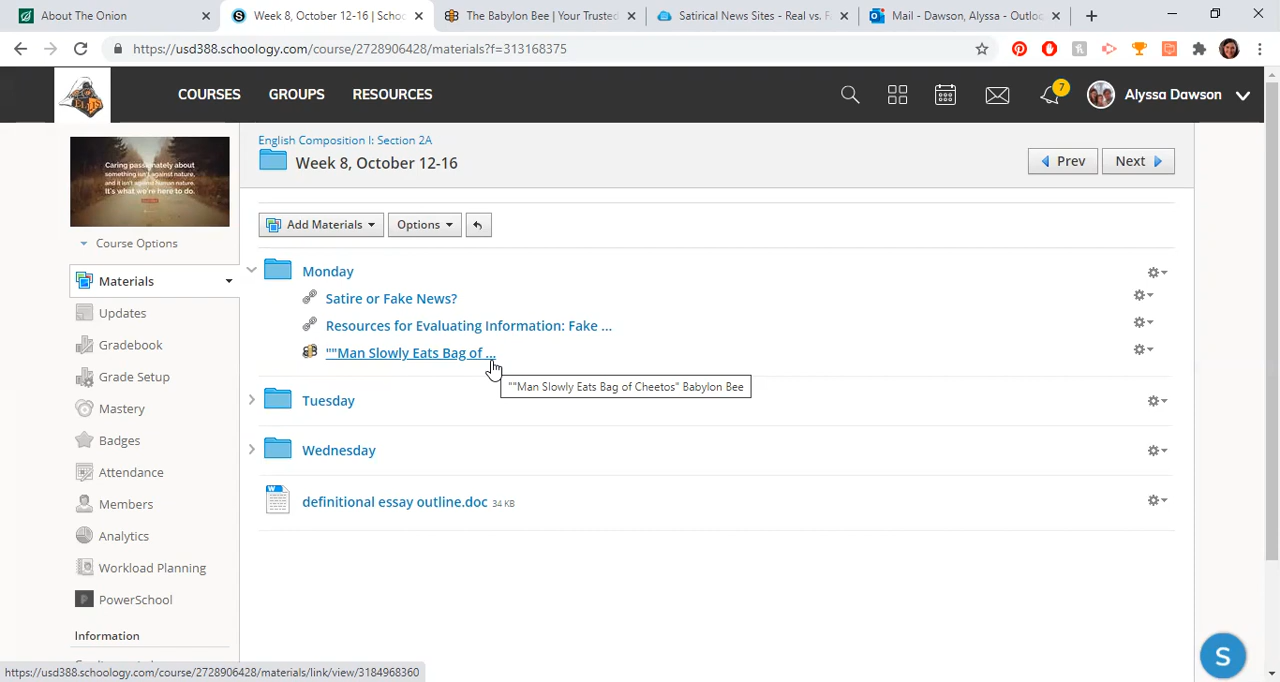 About The Onion
Week 8, October 12-16 | Schoo
The Babylon Bee | Your Trusted
Satirical News Sites - Real vs. F
Mail - Dawson, Alyssa - Outloo
https://usd388.schoology.com/course/2728906428/materials?f=313168375
COURSES
GROUPS
RESOURCES
7
Alyssa Dawson
Caring passionately about
something isn't against nature,
and it isn't against human nature.
It's what we're here to do.
English Composition I: Section 2A
Week 8, October 12-16
Prev
Next
Course Options
Add Materials
Options
Materials
Updates
Gradebook
Grade Setup
Mastery
Badges
Attendance
Members
Analytics
Workload Planning
PowerSchool
Information
Monday
Satire or Fake News?
Resources for Evaluating Information: Fake ...
""Man Slowly Eats Bag of ...
""Man Slowly Eats Bag of Cheetos" Babylon Bee
Tuesday
Wednesday
definitional essay outline.doc 34 KB
S
https://usd388.schoology.com/course/2728906428/materials/link/view/3184968360